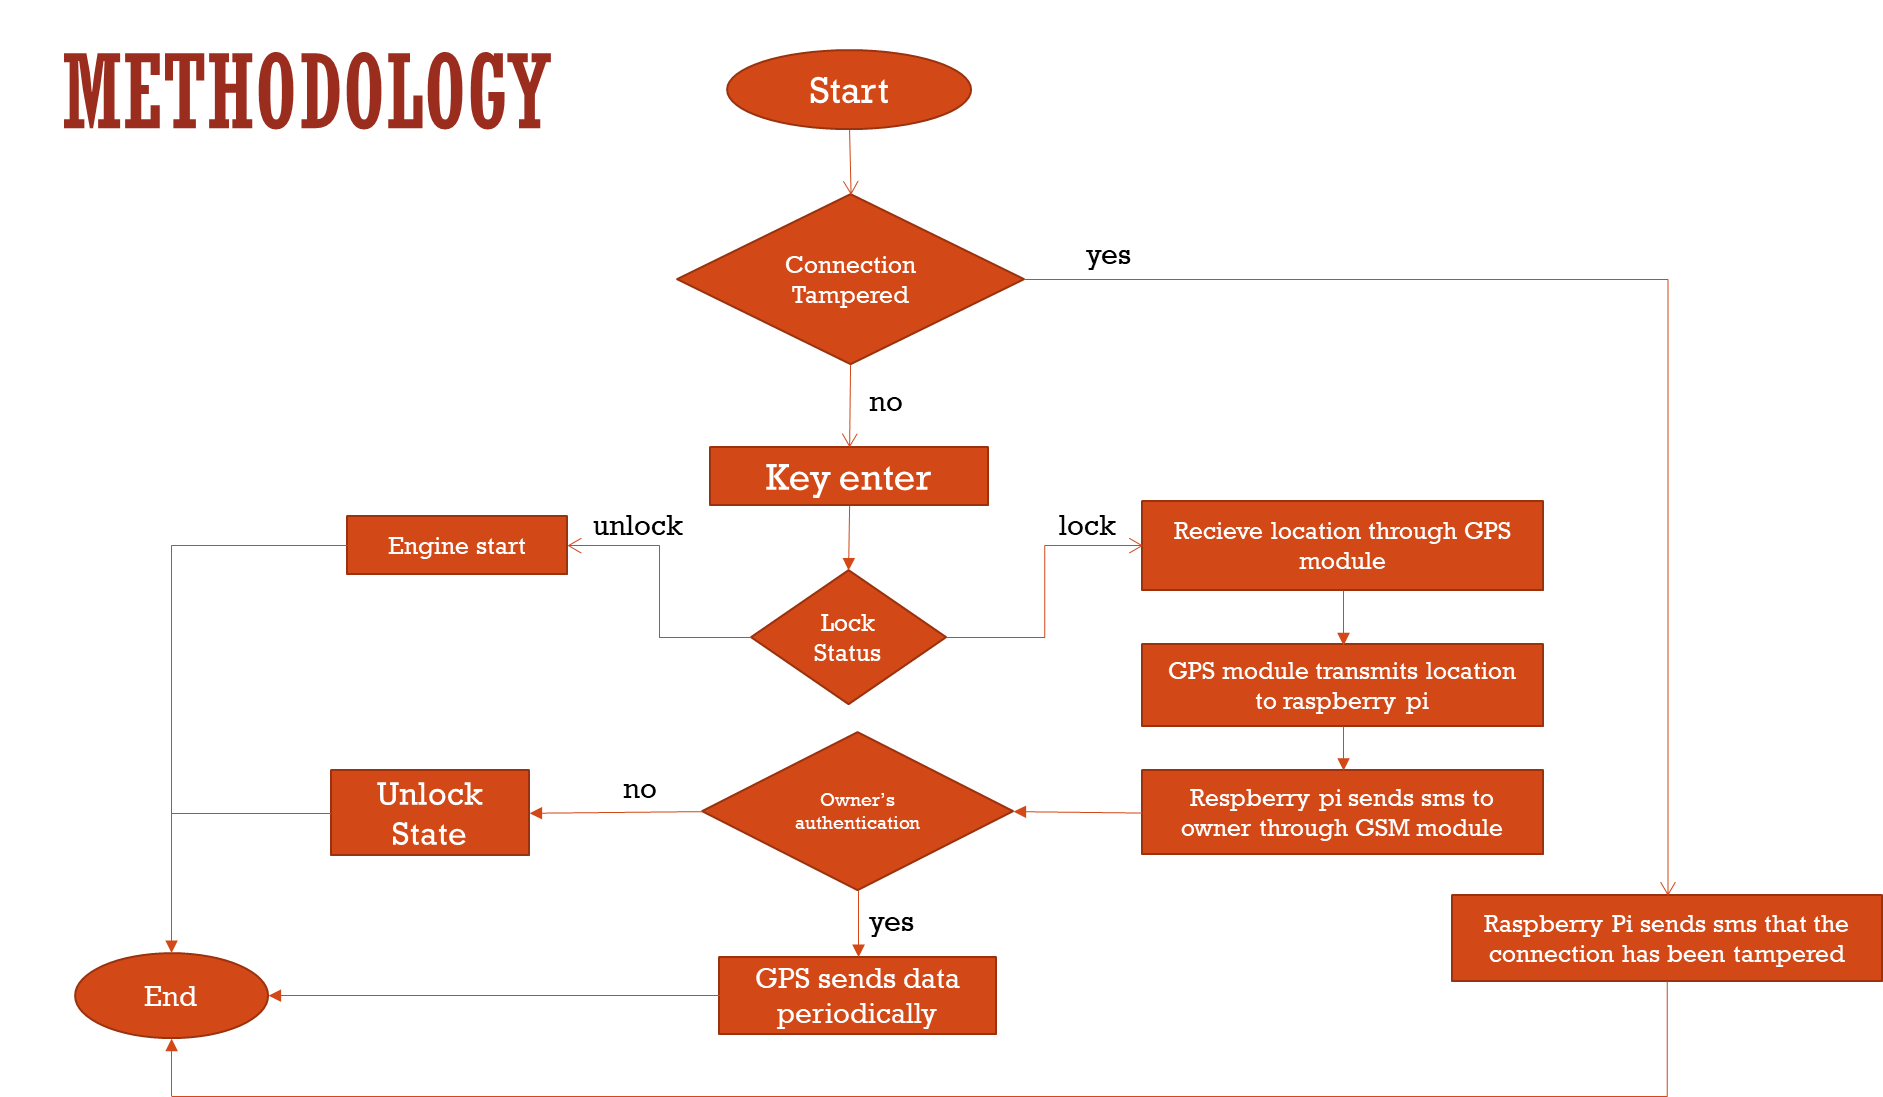 METHODOLOGY
Start
Connection
Tampered
yes
no
Key enter
unlock
lock
Engine start
Recieve location through GPS
module
Lock
Status
GPS module transmits location
to raspberry pi
Owner's
authentication
no
Unlock
State
Respberry pi sends sms to
owner through GSM module
yes
Raspberry Pi sends sms that the
connection has been tampered
GPS sends data
periodically
End